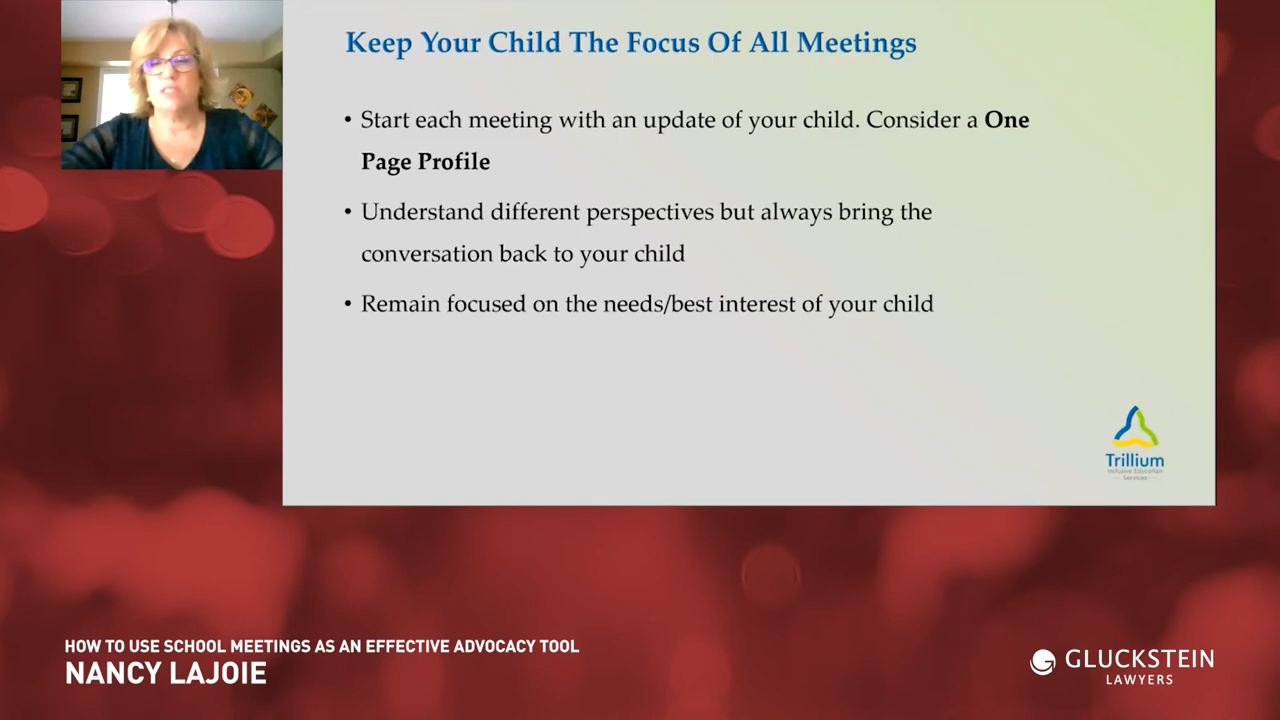 Keep Your Child The Focus Of All Meetings
• Start each meeting with an update of your child. Consider a One
Page Profile
• Understand different perspectives but always bring the
conversation back to your child
• Remain focused on the needs/best interest of your child
Trillium
Inclusive Education
Services
HOW TO USE SCHOOL MEETINGS AS AN EFFECTIVE ADVOCACY TOOL
NANCY LAJOIE
GLUCKSTEIN
LAWYERS